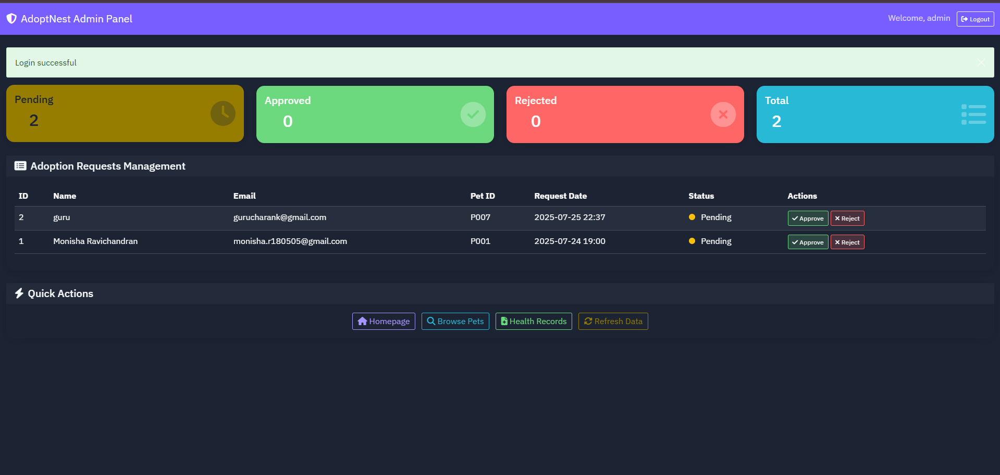 AdoptNest Admin Panel
Welcome, admin
Logout
Login successful
Pending
2
Approved
0
Rejected
0
Total
2
Adoption Requests Management
ID Name Email Pet ID Request Date Status Actions
2 guru gurucharank@gmail.com P007 2025-07-25 22:37 Pending Approve Reject
1 Monisha Ravichandran monisha.r180505@gmail.com P001 2025-07-24 19:00 Pending Approve Reject
Quick Actions
Homepage Browse Pets Health Records Refresh Data